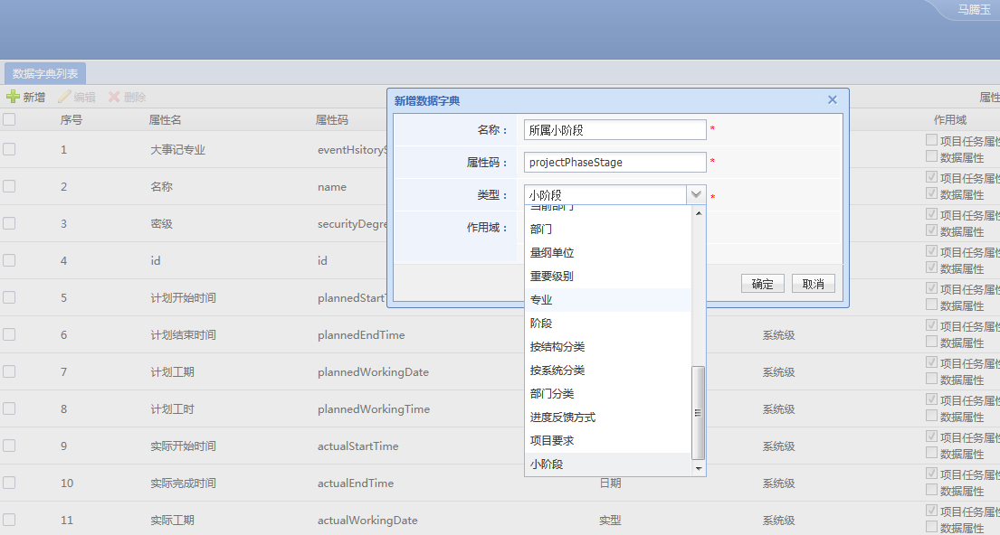 马腾玉
数据字典列表
新增 编辑 删除 属性
序号 属性名 属性码 作用域
新增数据字典
名称： 所属小阶段 *
属性码： projectPhaseStage *
类型： 小阶段 *
作用域：
当前部门
部门
量纲单位
重要级别
专业
阶段
按结构分类
按系统分类
部门分类
进度反馈方式
项目要求
小阶段
确定 取消
1 大事记专业 eventHsitoryS 项目任务属性
数据属性
2 名称 name 项目任务属性
数据属性
3 密级 securityDegre 项目任务属性
数据属性
4 id id 项目任务属性
数据属性
5 计划开始时间 plannedStartT 项目任务属性
数据属性
6 计划结束时间 plannedEndTime 系统级 项目任务属性
数据属性
7 计划工期 plannedWorkingDate 系统级 项目任务属性
数据属性
8 计划工时 plannedWorkingTime 系统级 项目任务属性
数据属性
9 实际开始时间 actualStartTime 系统级 项目任务属性
数据属性
10 实际完成时间 actualEndTime 日期 系统级 项目任务属性
数据属性
11 实际工期 actualWorkingDate 实型 系统级 项目任务属性
数据属性